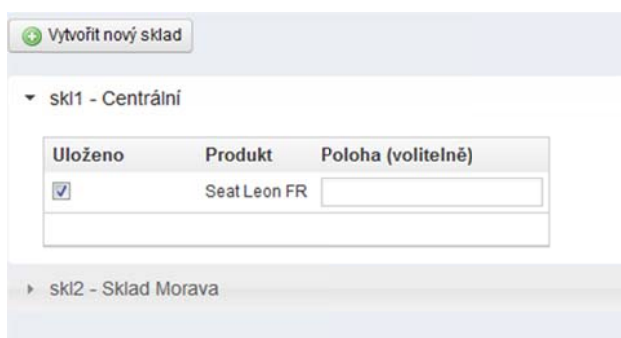 Vytvořit nový sklad
skl1 - Centrální
Uloženo Produkt Poloha (volitelně)
Seat Leon FR
skl2 - Sklad Morava